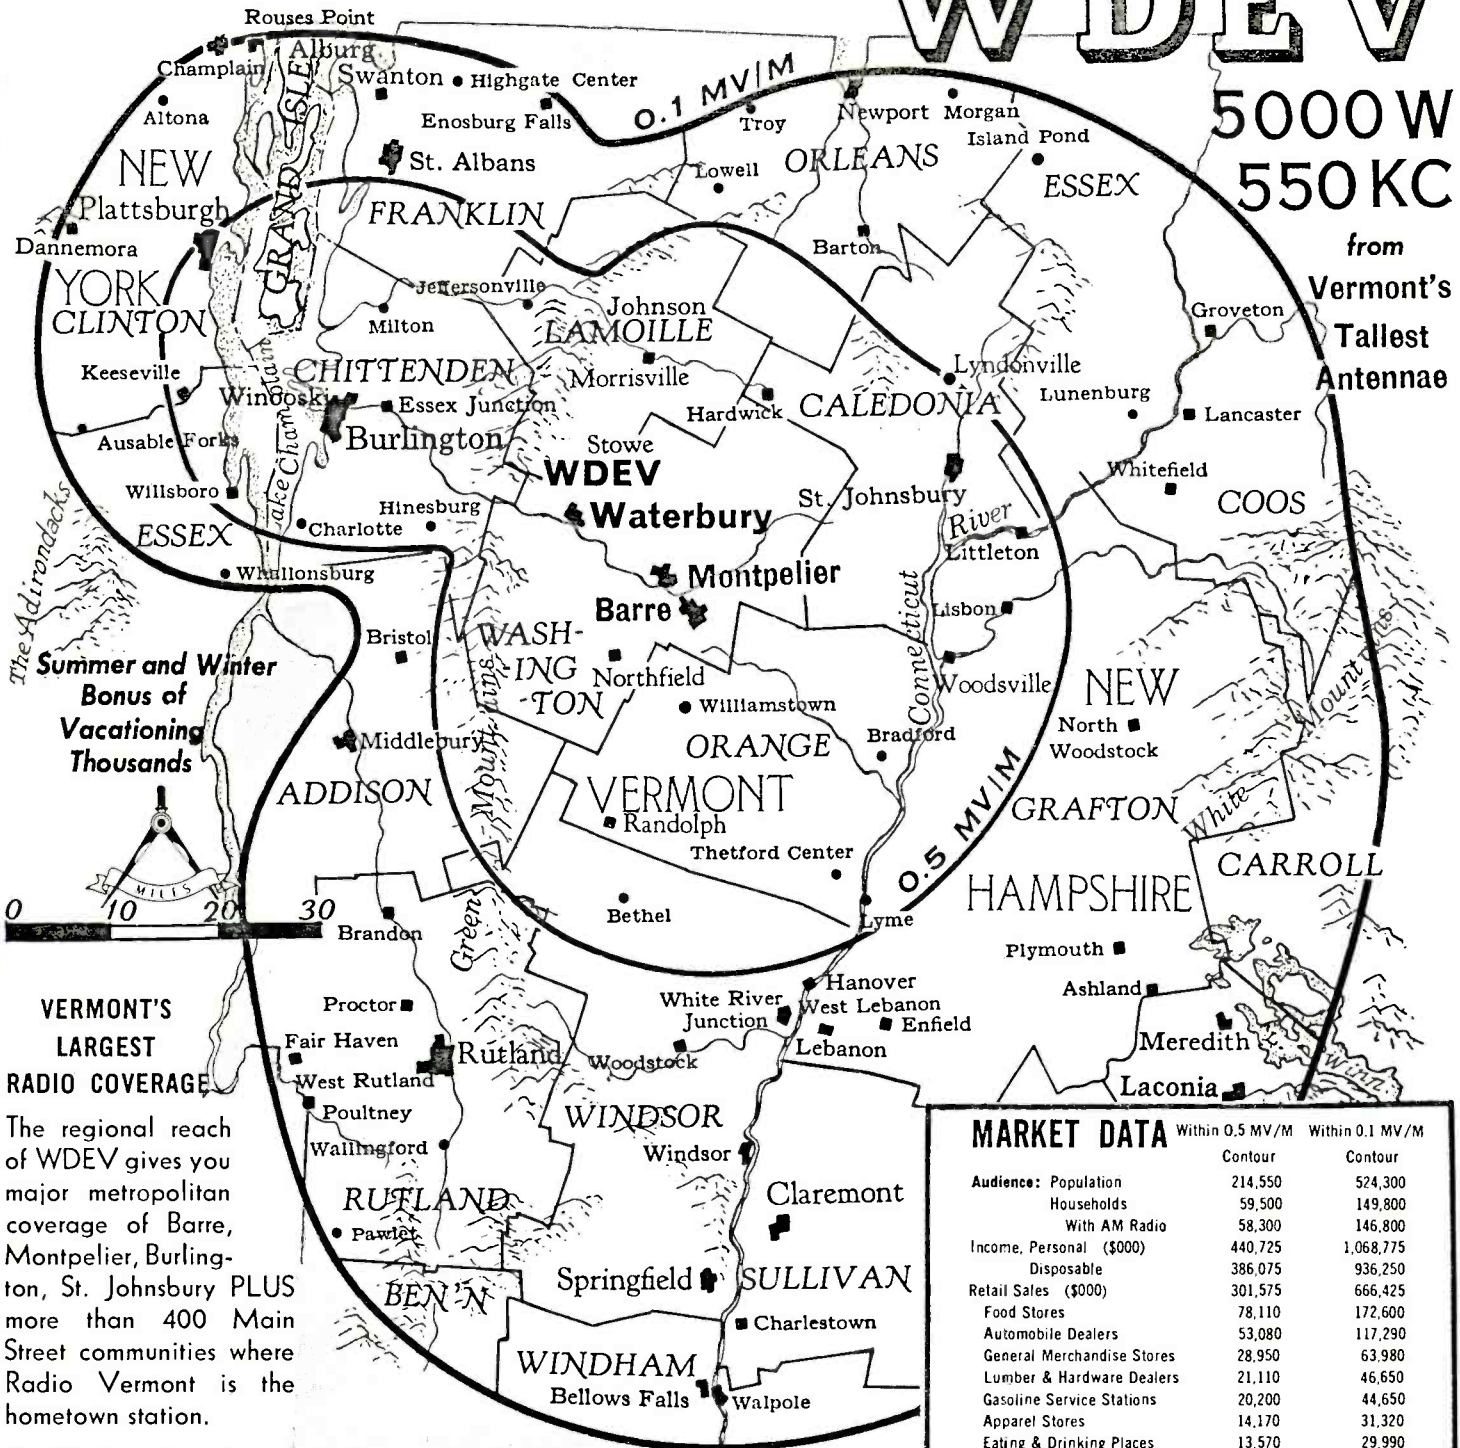 WDEV
5000 W
550 KC
from
Vermont's
Tallest
Antennae
Rouses Point
Alburg
Champlain
Swanton
Highgate Center
Altona
Enosburg Falls
0.1 MV/M
Troy
Newport
Morgan
Island Pond
NEW
St. Albans
Lowell
ORLEANS
ESSEX
GRAND ISLE
Plattsburgh
FRANKLIN
Dannemora
Barton
YORK
CLINTON
Jeffersonville
Johnson
Groveton
Milton
LAMOILLE
Keeseville
CHITTENDEN
Morrisville
Lyndonville
Lunenburg
Winooski
Essex Junction
Hardwick
CALEDONIA
Lancaster
Ausable Forks
Burlington
Stowe
Lake Champlain
WDEV
Whitefield
Willsboro
Waterbury
St. Johnsbury
COOS
Hinesburg
Charlotte
River
ESSEX
Littleton
Whallonsburg
Montpelier
The Adirondacks
Barre
Lisbon
Connecticut
Bristol
WASH-
-ING
-TON
Northfield
Woodsville
NEW
Summer and Winter
Bonus of
Vacationing
Thousands
Williamstown
North
Woodstock
Middlebury
ORANGE
Bradford
White Mountains
ADDISON
Green Mountains
VERMONT
GRAFTON
Randolph
0.5 MV/M
Thetford Center
CARROLL
MILES
HAMPSHIRE
0 10 20 30
Bethel
Lyme
Brandon
Plymouth
Hanover
Ashland
VERMONT'S
LARGEST
RADIO COVERAGE
Proctor
White River
Junction
West Lebanon
Enfield
Fair Haven
Rutland
Woodstock
Lebanon
Meredith
Winn.
West Rutland
Laconia
Poultney
WINDSOR
Wallingford
Windsor
The regional reach
of WDEV gives you
major metropolitan
coverage of Barre,
Montpelier, Burling-
ton, St. Johnsbury PLUS
more than 400 Main
Street communities where
Radio Vermont is the
hometown station.
RUTLAND
Claremont
Pawlet
Springfield
SULLIVAN
BEN'N
Charlestown
WINDHAM
Bellows Falls
Walpole
MARKET DATA Within 0.5 MV/M Within 0.1 MV/M
Contour Contour
Audience: Population 214,550 524,300
Households 59,500 149,800
With AM Radio 58,300 146,800
Income, Personal ($000) 440,725 1,068,775
Disposable 386,075 936,250
Retail Sales ($000) 301,575 666,425
Food Stores 78,110 172,600
Automobile Dealers 53,080 117,290
General Merchandise Stores 28,950 63,980
Lumber & Hardware Dealers 21,110 46,650
Gasoline Service Stations 20,200 44,650
Apparel Stores 14,170 31,320
Eating & Drinking Places 13,570 29,990